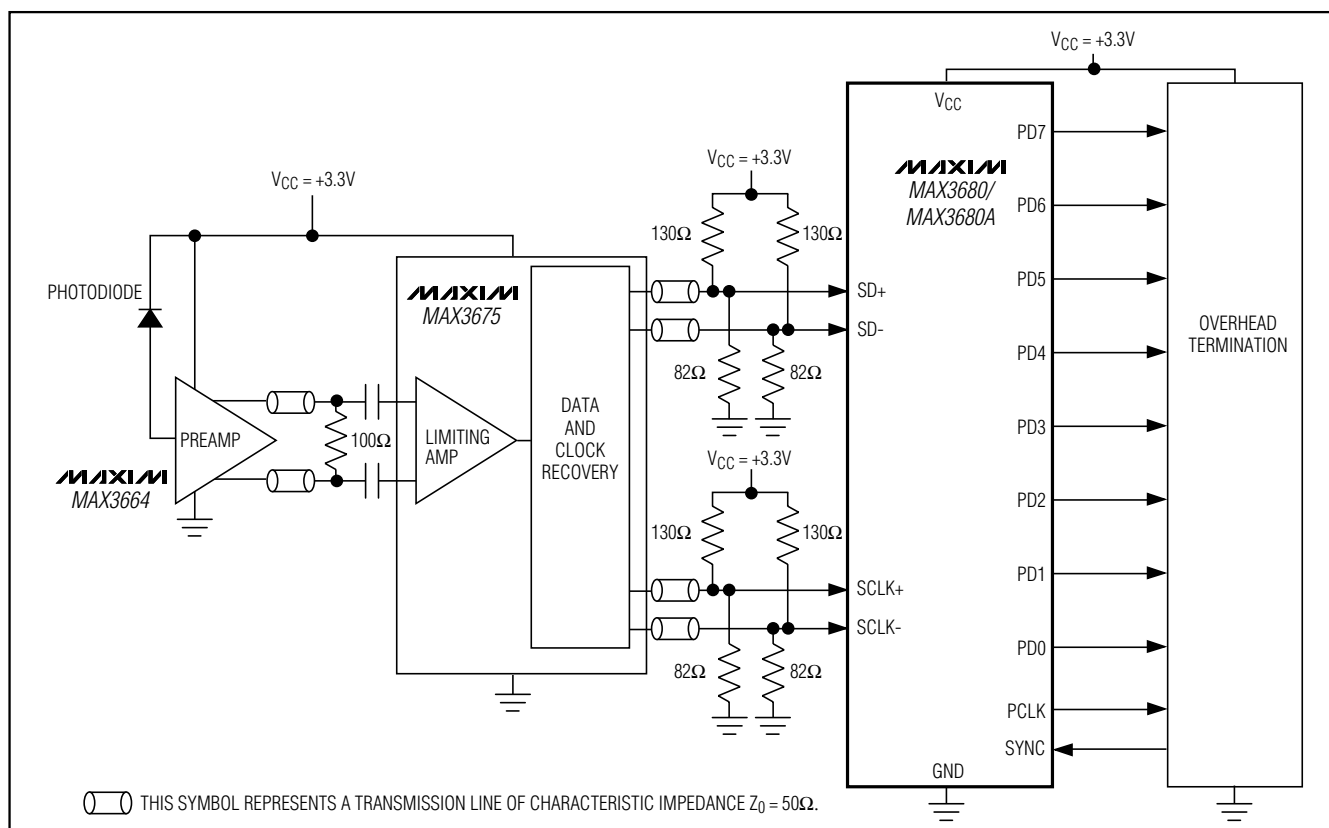 VCC = +3.3V
PHOTODIODE
PREAMP
MAXIM
MAX3664
100Ω
MAXIM
MAX3675
LIMITING
AMP
DATA
AND
CLOCK
RECOVERY
VCC = +3.3V
130Ω
130Ω
82Ω
82Ω
VCC = +3.3V
130Ω
130Ω
82Ω
82Ω
VCC = +3.3V
VCC
MAXIM
MAX3680/
MAX3680A
SD+
SD-
SCLK+
SCLK-
PD7
PD6
PD5
PD4
PD3
PD2
PD1
PD0
PCLK
SYNC
GND
OVERHEAD
TERMINATION
THIS SYMBOL REPRESENTS A TRANSMISSION LINE OF CHARACTERISTIC IMPEDANCE Z0 = 50Ω.